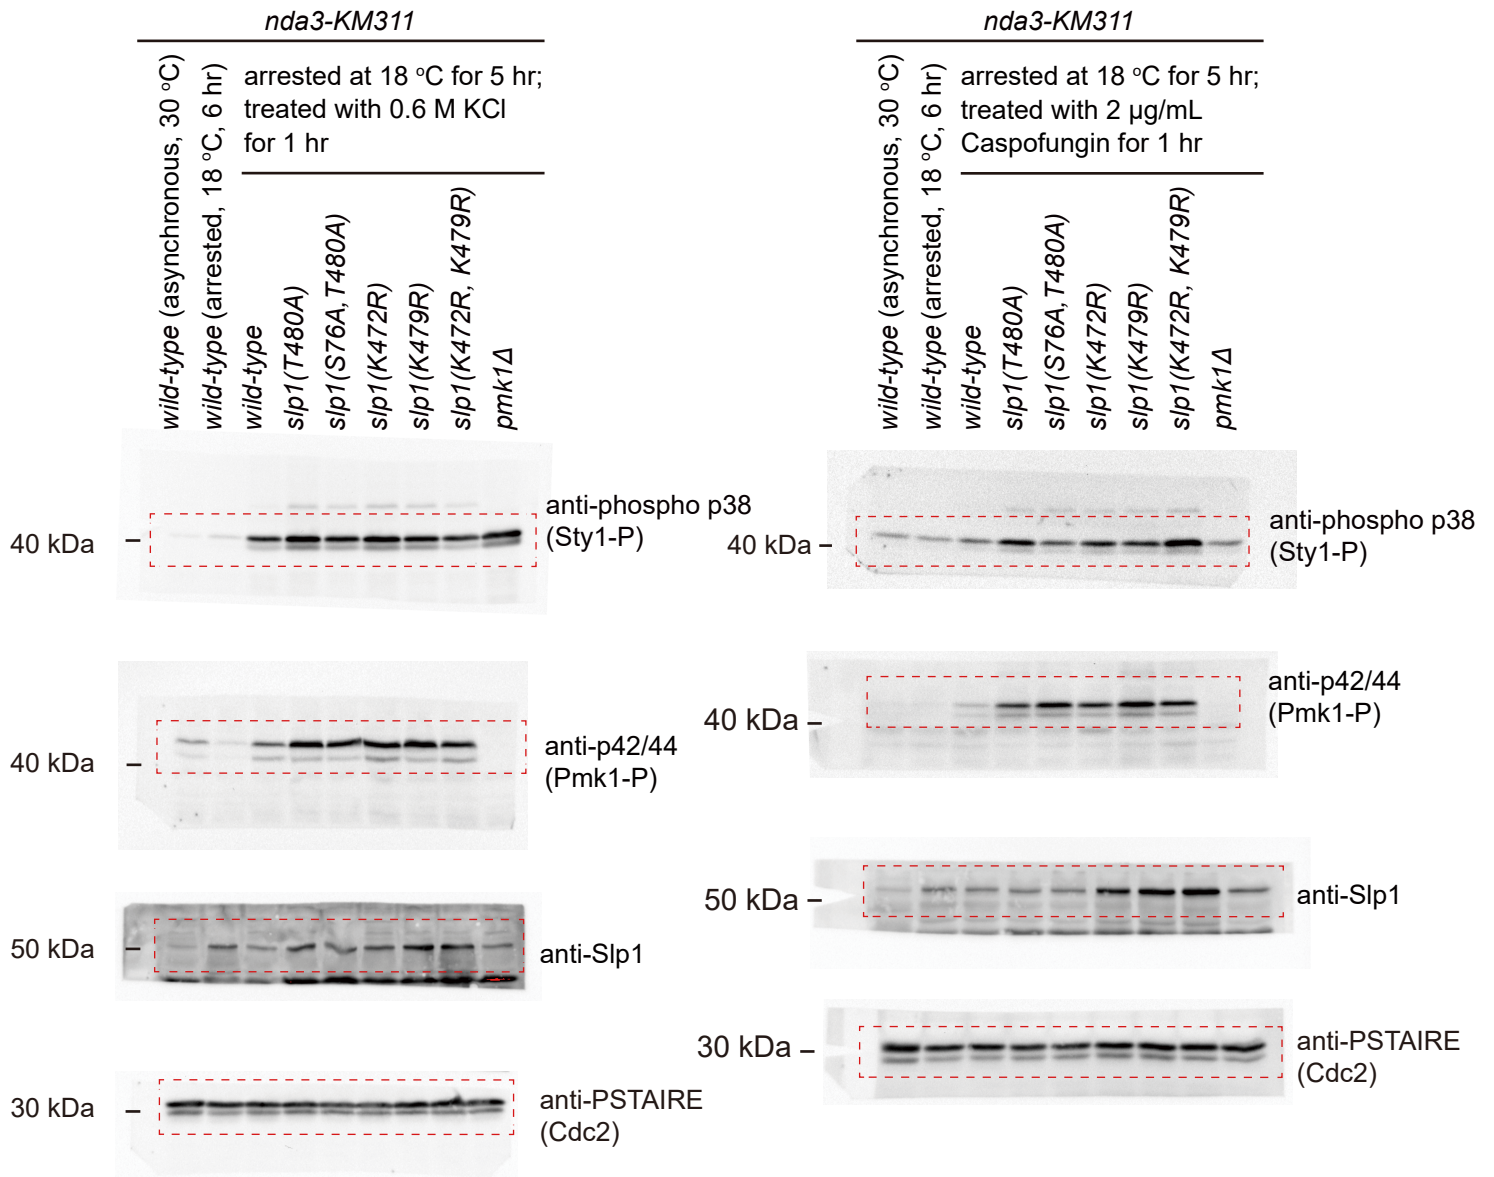 nda3-KM311
arrested at 18 °C for 5 hr;
treated with 0.6 M KCl
for 1 hr
wild-type (asynchronous, 30 °C)
wild-type (arrested, 18 °C, 6 hr)
wild-type
slp1(T480A)
slp1(S76A,T480A)
slp1(K472R)
slp1(K479R)
slp1(K472R, K479R)
pmk1Δ
40 kDa
anti-phospho p38
(Sty1-P)
40 kDa
anti-p42/44
(Pmk1-P)
50 kDa
anti-Slp1
30 kDa
anti-PSTAIRE
(Cdc2)
nda3-KM311
arrested at 18 °C for 5 hr;
treated with 2 µg/mL
Caspofungin for 1 hr
wild-type (asynchronous, 30 °C)
wild-type (arrested, 18 °C, 6 hr)
wild-type
slp1(T480A)
slp1(S76A,T480A)
slp1(K472R)
slp1(K479R)
slp1(K472R, K479R)
pmk1Δ
40 kDa
anti-phospho p38
(Sty1-P)
40 kDa
anti-p42/44
(Pmk1-P)
50 kDa
anti-Slp1
30 kDa
anti-PSTAIRE
(Cdc2)